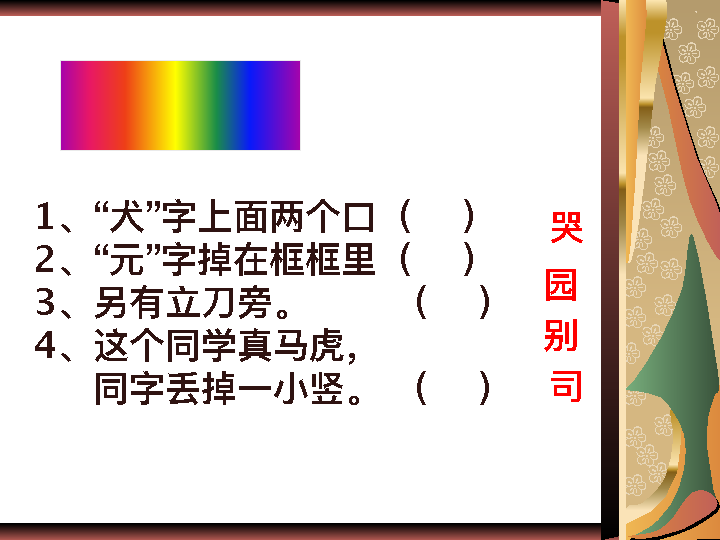 1、“犬”字上面两个口（　）哭
2、“元”字掉在框框里（　）园
3、另有立刀旁。（　）别
4、这个同学真马虎，
同字丢掉一小竖。（　）司